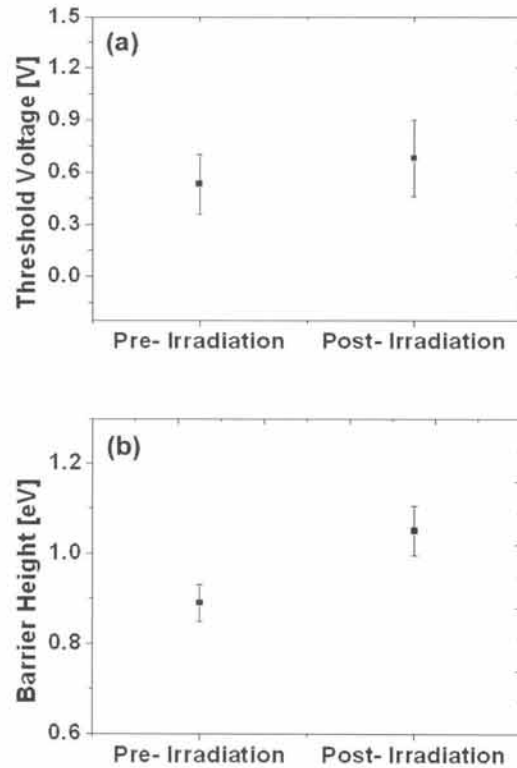 (a)
Threshold Voltage [V]
1.5
1.2
0.9
0.6
0.3
0.0
Pre- Irradiation Post- Irradiation
(b)
Barrier Height [eV]
1.2
1.0
0.8
0.6
Pre- Irradiation Post- Irradiation